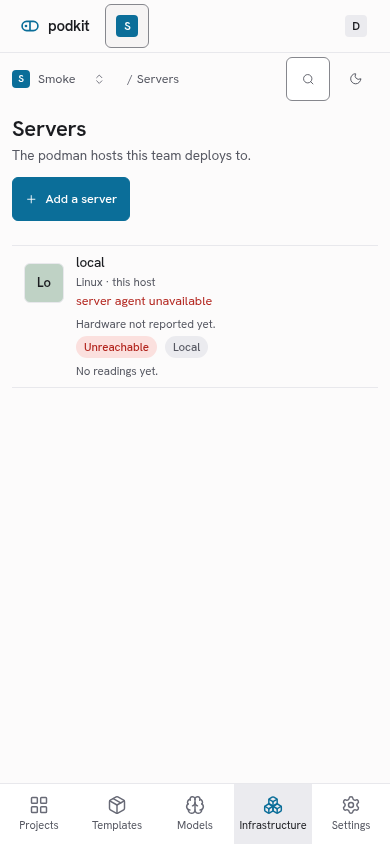 podkit
S
D
S Smoke / Servers
Servers
The podman hosts this team deploys to.
+ Add a server
Lo
local
Linux · this host
server agent unavailable
Hardware not reported yet.
Unreachable Local
No readings yet.
Projects Templates Models Infrastructure Settings